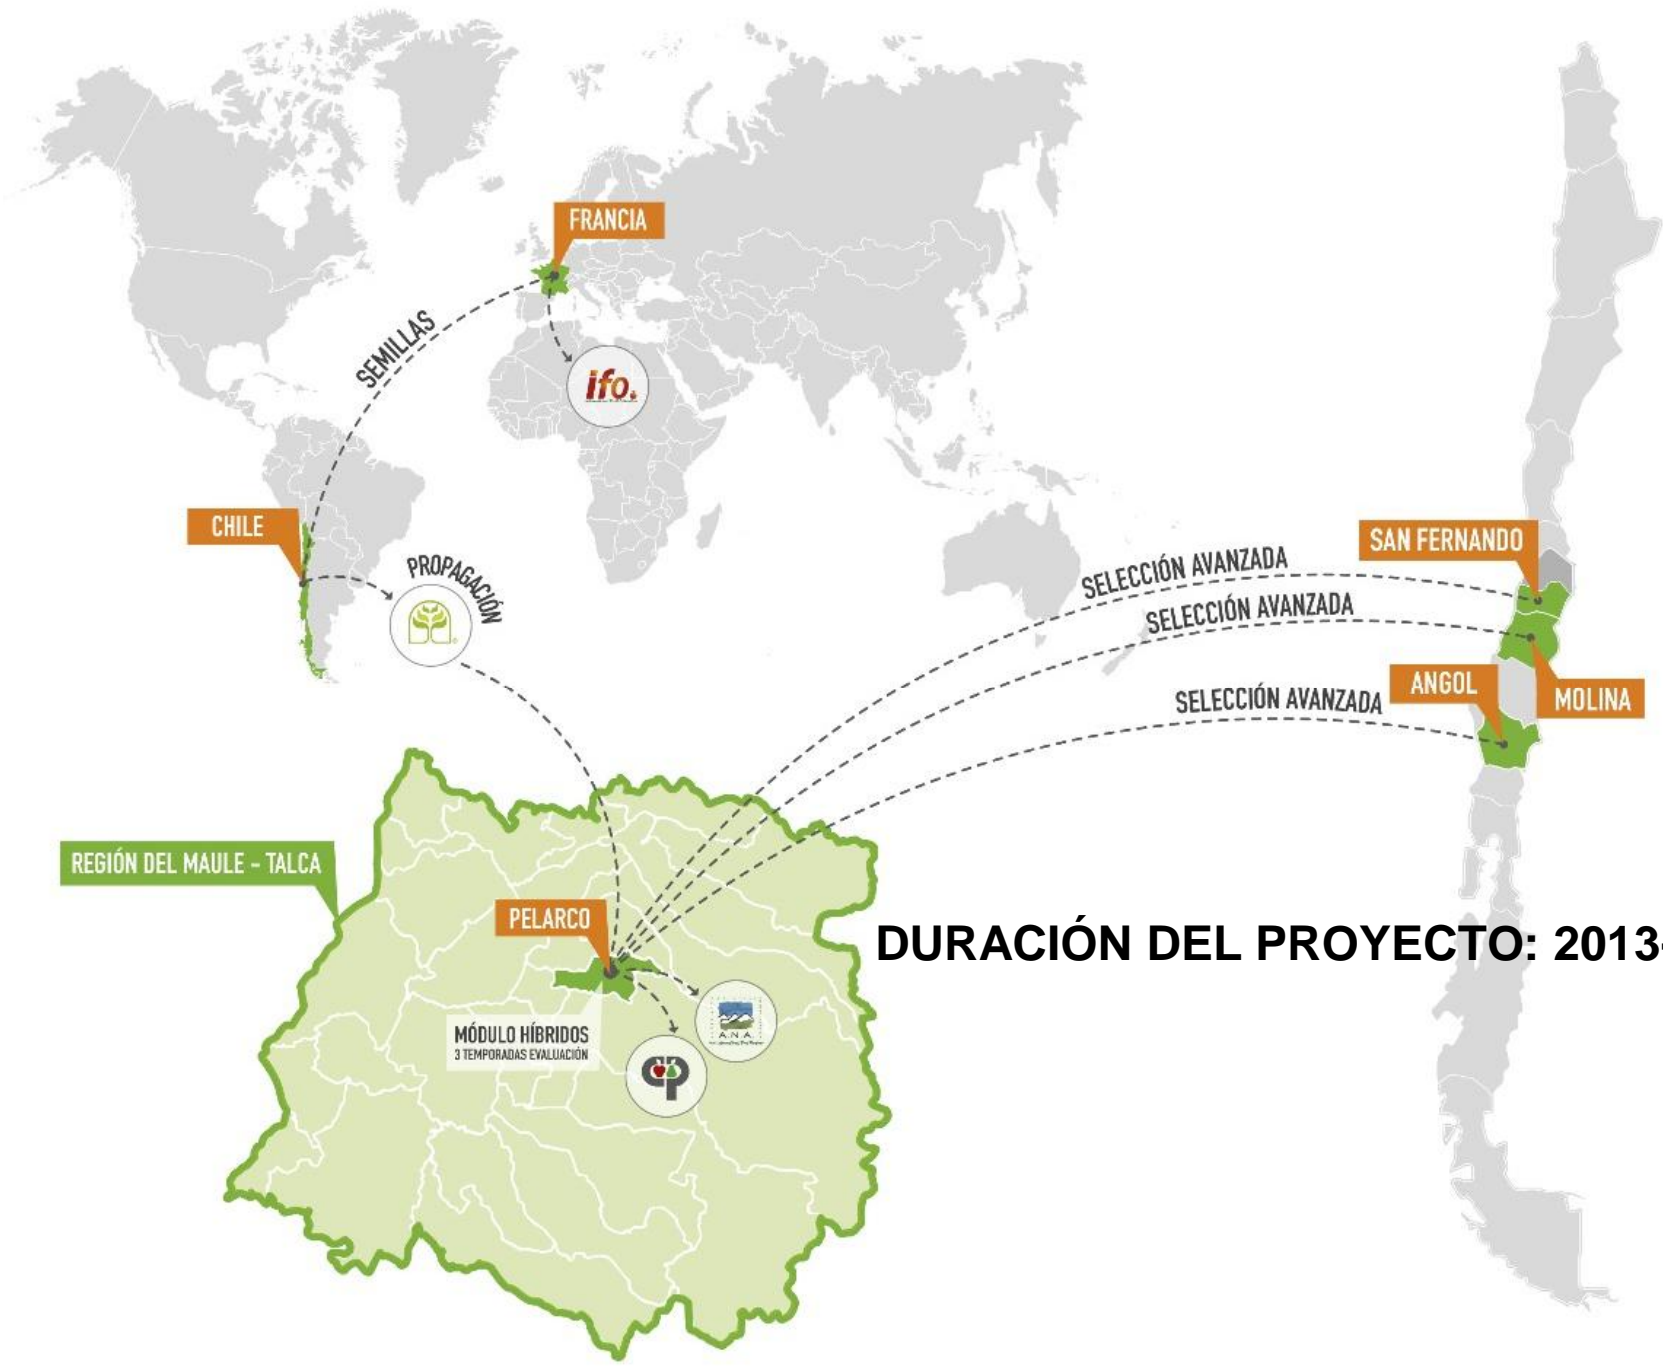 FRANCIA
SEMILLAS
ifo.
CHILE
PROPAGACIÓN
SAN FERNANDO
SELECCIÓN AVANZADA
SELECCIÓN AVANZADA
ANGOL
SELECCIÓN AVANZADA
MOLINA
REGIÓN DEL MAULE - TALCA
PELARCO
DURACIÓN DEL PROYECTO: 2013-
MÓDULO HÍBRIDOS
3 TEMPORADAS EVALUACIÓN
A.N.A.
cp